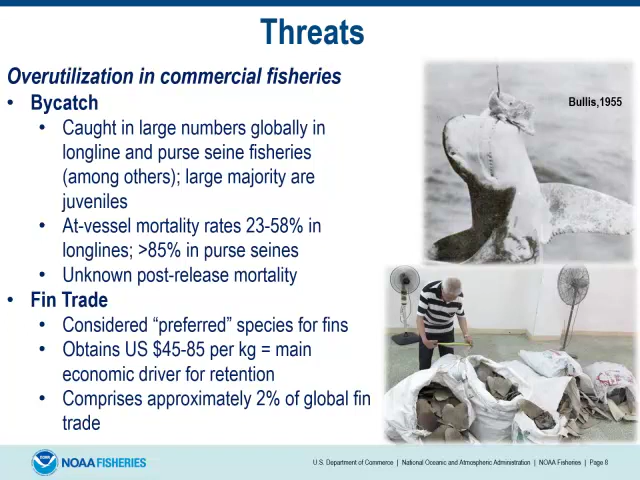 Threats
Overutilization in commercial fisheries
• Bycatch
• Caught in large numbers globally in
longline and purse seine fisheries
(among others); large majority are
juveniles
• At-vessel mortality rates 23-58% in
longlines; >85% in purse seines
• Unknown post-release mortality
• Fin Trade
• Considered “preferred” species for fins
• Obtains US $45-85 per kg = main
economic driver for retention
• Comprises approximately 2% of global fin
trade
Bullis,1955
NOAA FISHERIES
U.S. Department of Commerce | National Oceanic and Atmospheric Administration | NOAA Fisheries | Page 8